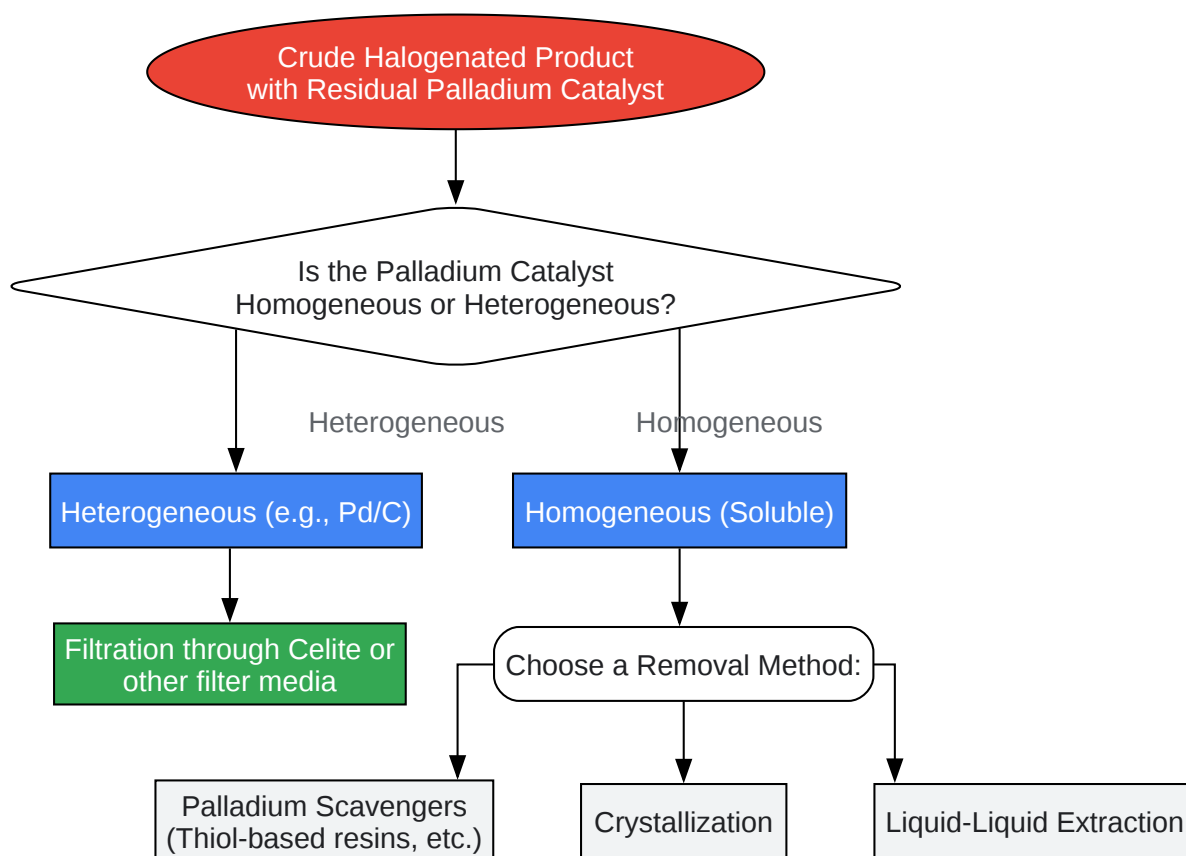 Crude Halogenated Product
with Residual Palladium Catalyst
Is the Palladium Catalyst
Homogeneous or Heterogeneous?
Heterogeneous
Homogeneous
Heterogeneous (e.g., Pd/C)
Homogeneous (Soluble)
Filtration through Celite or
other filter media
Choose a Removal Method:
Palladium Scavengers
(Thiol-based resins, etc.)
Crystallization
Liquid-Liquid Extraction